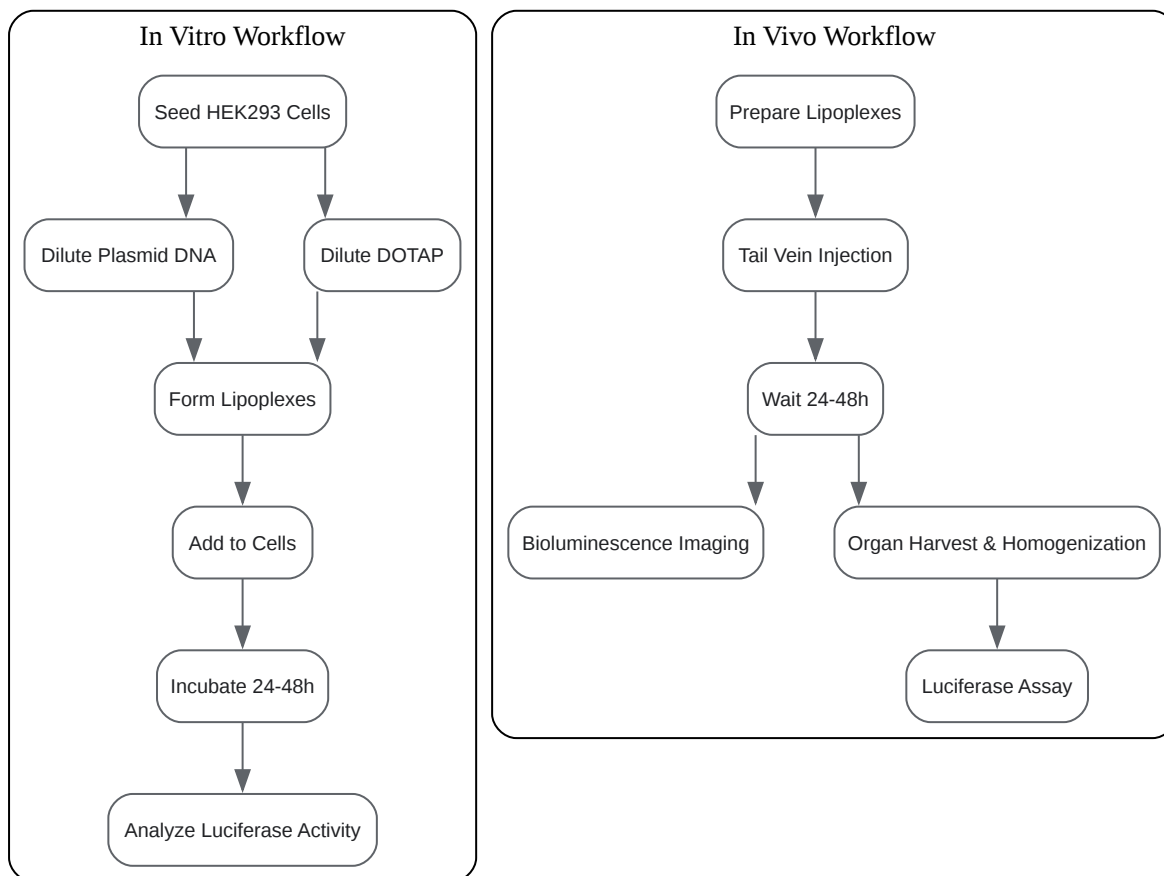 In Vitro Workflow
Seed HEK293 Cells
Dilute Plasmid DNA
Dilute DOTAP
Form Lipoplexes
Add to Cells
Incubate 24-48h
Analyze Luciferase Activity
In Vivo Workflow
Prepare Lipoplexes
Tail Vein Injection
Wait 24-48h
Bioluminescence Imaging
Organ Harvest & Homogenization
Luciferase Assay